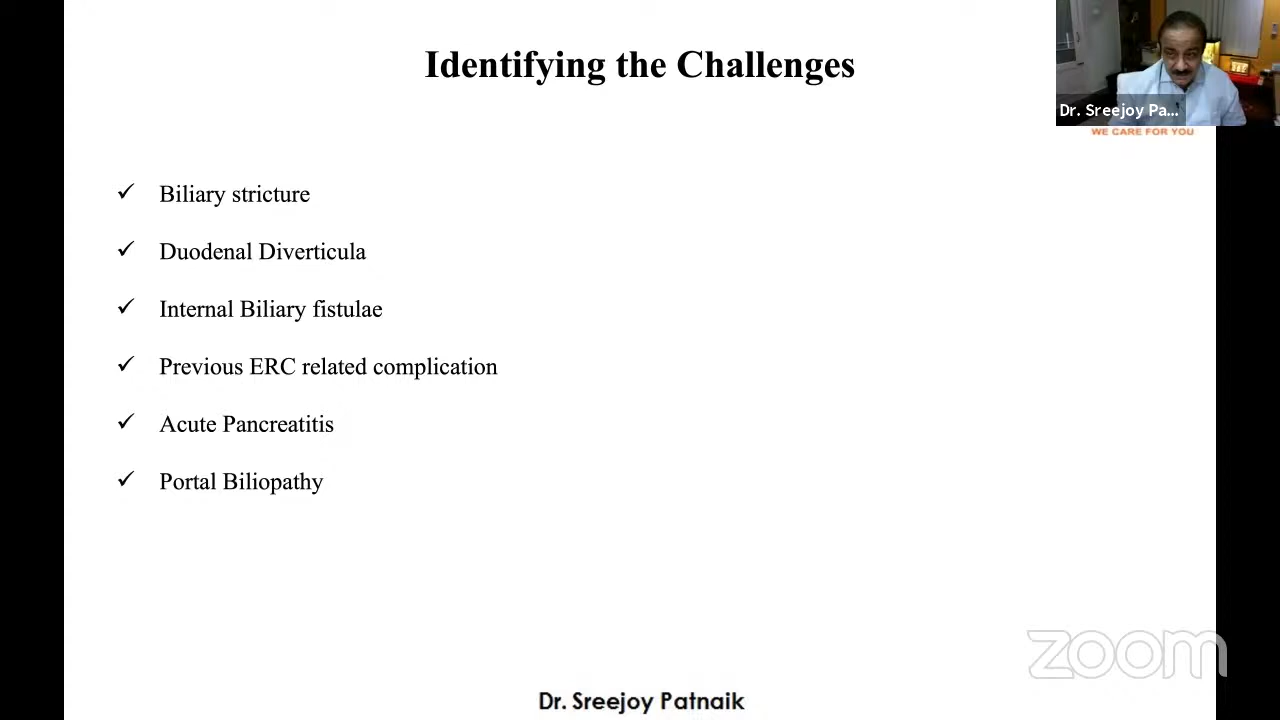 Identifying the Challenges
Dr. Sreejoy Pa...
WE CARE FOR YOU
✓ Biliary stricture
✓ Duodenal Diverticula
✓ Internal Biliary fistulae
✓ Previous ERC related complication
✓ Acute Pancreatitis
✓ Portal Biliopathy
zoom
Dr. Sreejoy Patnaik